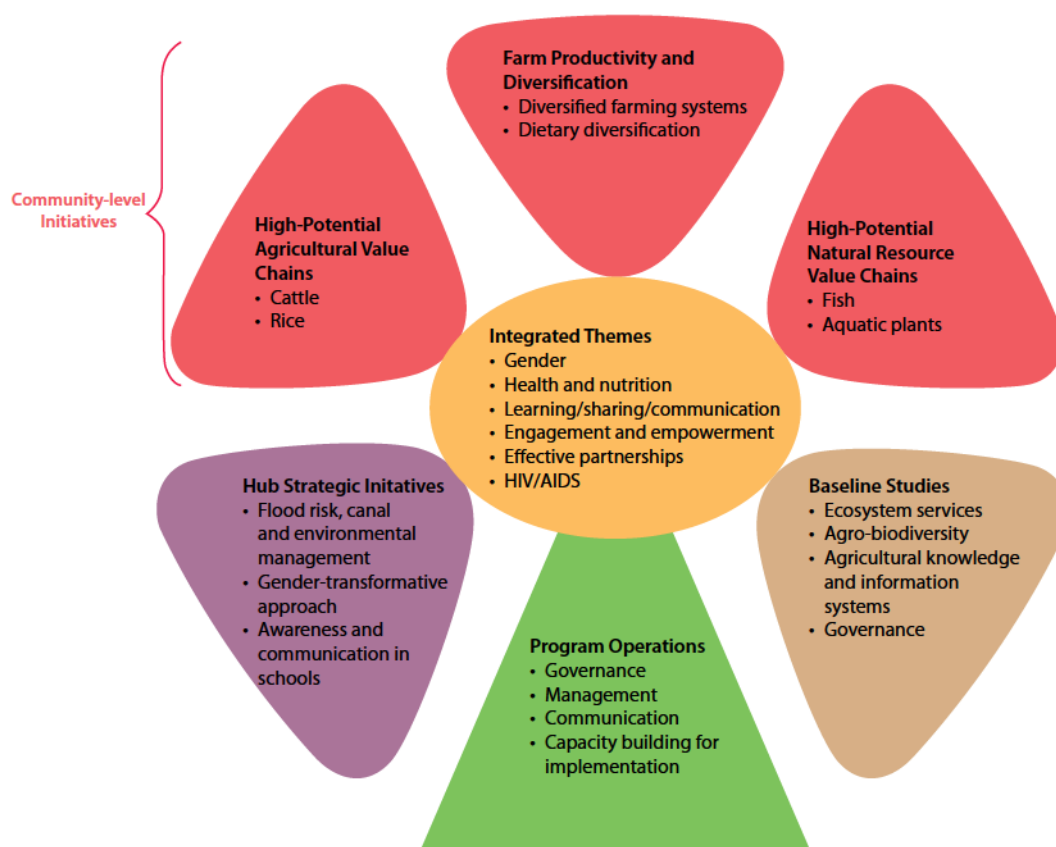 Farm Productivity and
Diversification
• Diversified farming systems
• Dietary diversification
Community-level
Initiatives
High-Potential
Agricultural Value
Chains
• Cattle
• Rice
High-Potential
Natural Resource
Value Chains
• Fish
• Aquatic plants
Integrated Themes
• Gender
• Health and nutrition
• Learning/sharing/communication
• Engagement and empowerment
• Effective partnerships
• HIV/AIDS
Hub Strategic Initatives
• Flood risk, canal
and environmental
management
• Gender-transformative
approach
• Awareness and
communication in
schools
Baseline Studies
• Ecosystem services
• Agro-biodiversity
• Agricultural knowledge
and information
systems
• Governance
Program Operations
• Governance
• Management
• Communication
• Capacity building for
implementation